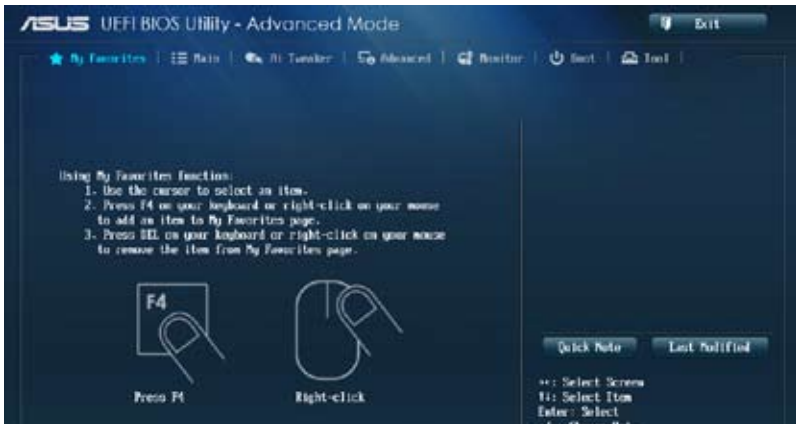 ASUS UEFI BIOS Utility - Advanced Mode
Exit
My Favorites | Main | Ai Tweaker | Advanced | Monitor | Boot | Tool |
Using My Favorites function:
1. Use the cursor to select an item.
2. Press F4 on your keyboard or right-click on your mouse
to add an item to My Favorites page.
3. Press DEL on your keyboard or right-click on your mouse
to remove the item from My Favorites page.
F4
Press F4
Right-click
Quick Note
Last Modified
→←: Select Screen
↑↓: Select Item
Enter: Select